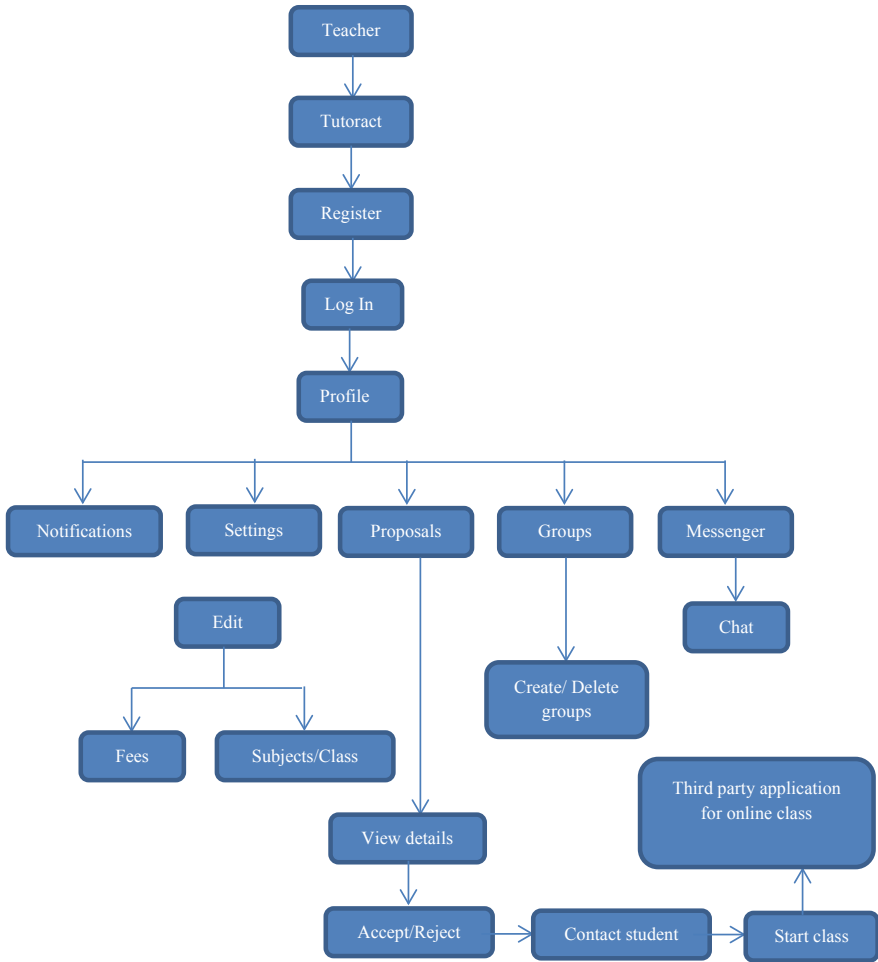 Teacher
Tutoract
Register
Log In
Profile
Notifications
Settings
Proposals
Groups
Messenger
Edit
Chat
Create/ Delete
groups
Fees
Subjects/Class
Third party application
for online class
View details
Accept/Reject
Contact student
Start class